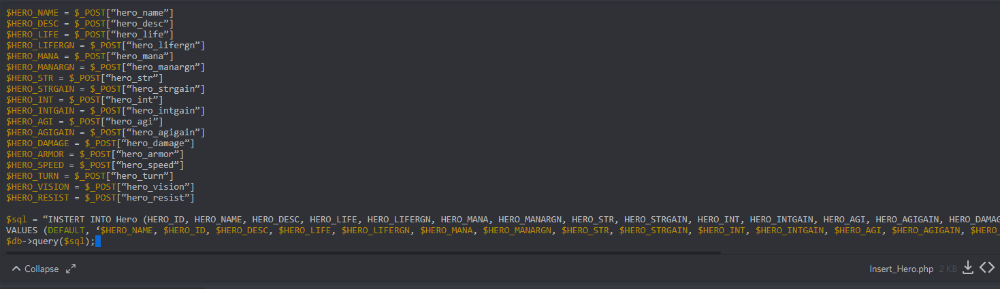 $HERO_NAME = $_POST[“hero_name”]
$HERO_DESC = $_POST[“hero_desc”]
$HERO_LIFE = $_POST[“hero_life”]
$HERO_LIFERGN = $_POST[“hero_lifergn”]
$HERO_MANA = $_POST[“hero_mana”]
$HERO_MANARGN = $_POST[“hero_manargn”]
$HERO_STR = $_POST[“hero_str”]
$HERO_STRGAIN = $_POST[“hero_strgain”]
$HERO_INT = $_POST[“hero_int”]
$HERO_INTGAIN = $_POST[“hero_intgain”]
$HERO_AGI = $_POST[“hero_agi”]
$HERO_AGIGAIN = $_POST[“hero_agigain”]
$HERO_DAMAGE = $_POST[“hero_damage”]
$HERO_ARMOR = $_POST[“hero_armor”]
$HERO_SPEED = $_POST[“hero_speed”]
$HERO_TURN = $_POST[“hero_turn”]
$HERO_VISION = $_POST[“hero_vision”]
$HERO_RESIST = $_POST[“hero_resist”]
$sql = “INSTERT INTO Hero (HERO_ID, HERO_NAME, HERO_DESC, HERO_LIFE, HERO_LIFERGN, HERO_MANA, HERO_MANARGN, HERO_STR, HERO_STRGAIN, HERO_INT, HERO_INTGAIN, HERO_AGI, HERO_AGIGAIN, HERO_DAMAG
VALUES (DEFAULT, ‘$HERO_NAME, $HERO_ID, $HERO_DESC, $HERO_LIFE, $HERO_LIFERGN, $HERO_MANA, $HERO_MANARGN, $HERO_STR, $HERO_STRGAIN, $HERO_INT, $HERO_INTGAIN, $HERO_AGI, $HERO_AGIGAIN, $HERO_
$db->query($sql);
Collapse
Insert_Hero.php 2 KB